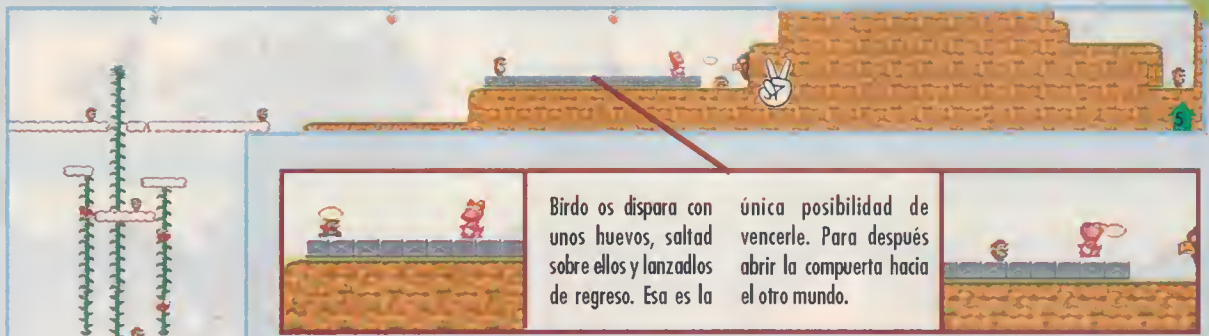 5
Birdo os dispara con
unos huevos, saltad
sobre ellos y lanzadlos
de regreso. Esa es la
única posibilidad de
vencerle. Para después
abrir la compuerta hacia
el otro mundo.